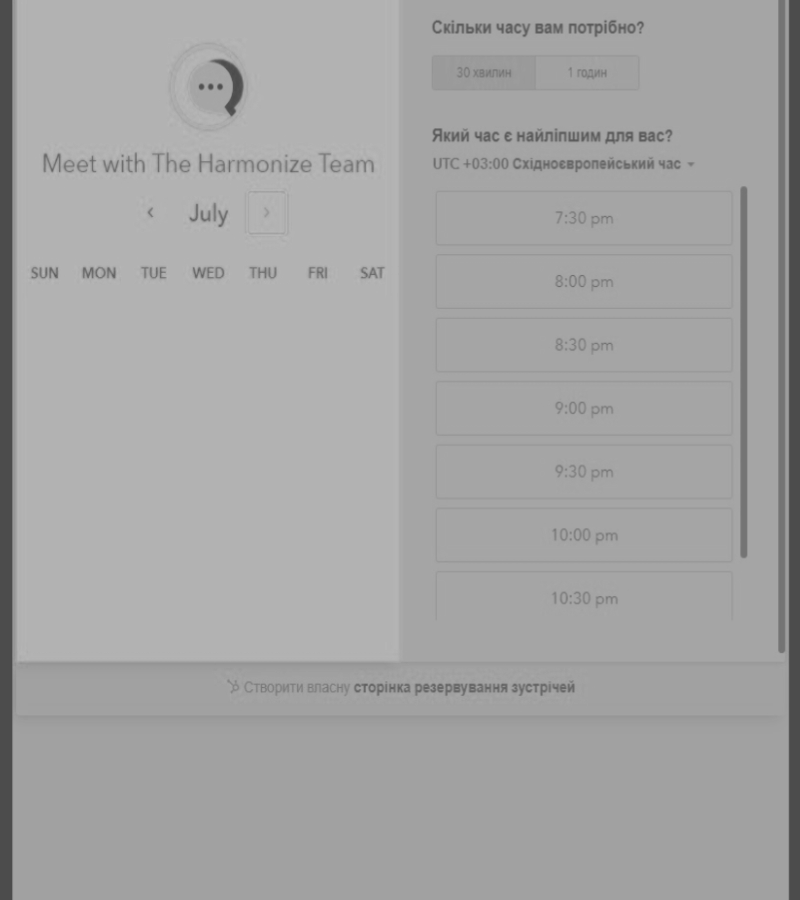 Meet with The Harmonize Team
‹ July ›
SUN MON TUE WED THU FRI SAT
Скільки часу вам потрібно?
30 хвилин 1 годин
Який час є найліпшим для вас?
UTC +03:00 Східноєвропейський час
7:30 pm
8:00 pm
8:30 pm
9:00 pm
9:30 pm
10:00 pm
10:30 pm
Створити власну сторінка резервування зустрічей